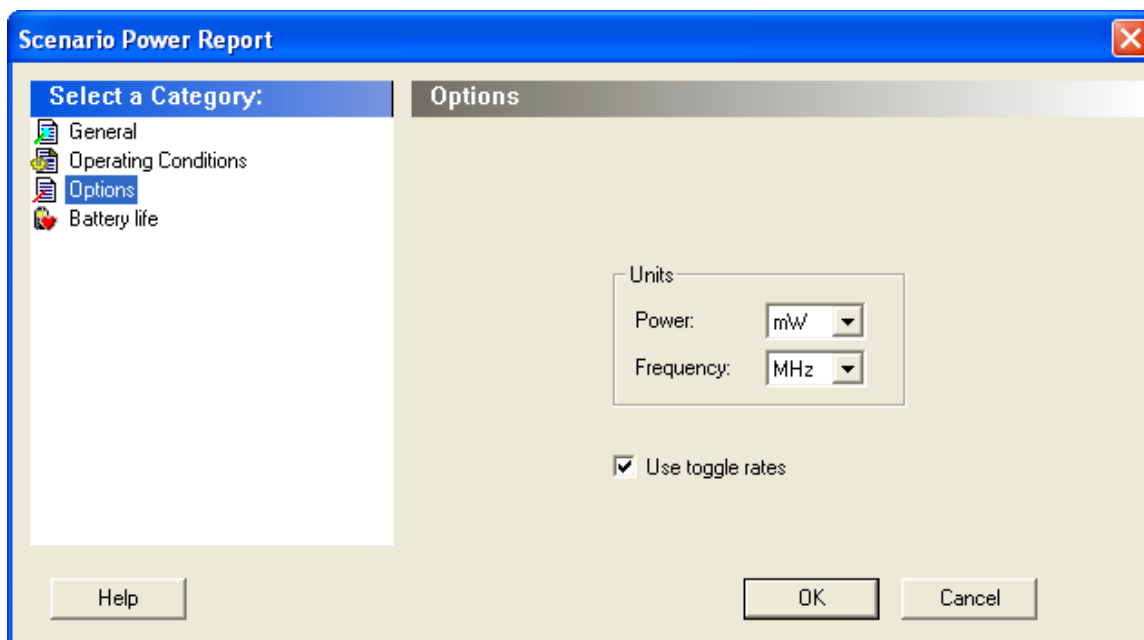 Scenario Power Report
Select a Category:
General
Operating Conditions
Options
Battery life
Options
Units
Power: mW
Frequency: MHz
Use toggle rates
Help
OK
Cancel